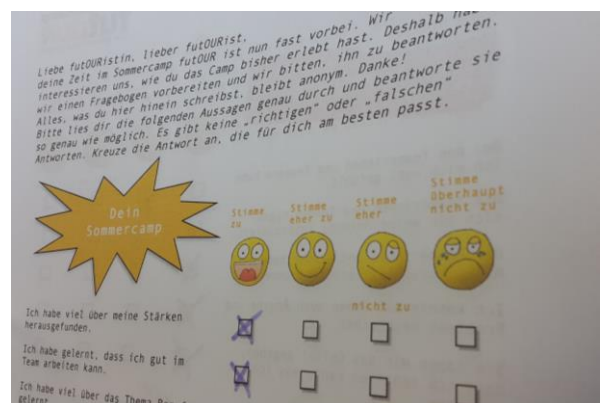 Liebe futOURistin, lieber futOURist,
deine Zeit im Sommercamp futOUR ist nun fast vorbei. Wir
interessieren uns, wie du das Camp bisher erlebt hast. Deshalb
wir einen Fragebogen vorbereiten und wir bitten, ihn zu beantworten.
Alles, was du hier hinein schreibst, bleibt anonym. Danke!
Bitte lies dir die folgenden Aussagen genau durch und beantworte sie
so genau wie möglich. Es gibt keine „richtigen“ oder „falschen“
Antworten. Kreuze die Antwort an, die für dich am besten passt.
Dein
Sommercamp
Stimme
zu
Stimme
eher zu
Stimme
eher
nicht zu
Stimme
überhaupt
nicht zu
Ich habe viel über meine Stärken
herausgefunden.
Ich habe gelernt, dass ich gut im
Team arbeiten kann.
Ich habe viel über das Thema
gelernt